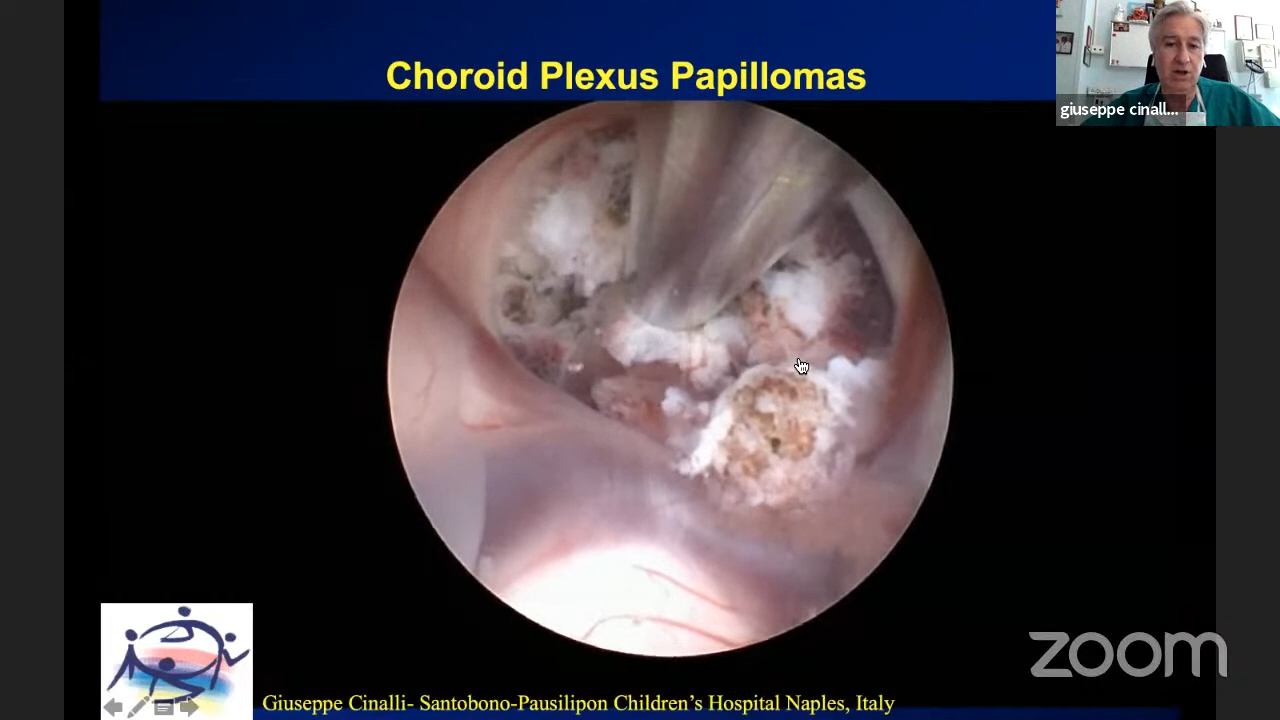 Choroid Plexus Papillomas
giuseppe cinall...
zoom
Giuseppe Cinalli- Santobono-Pausilipon Children's Hospital Naples, Italy